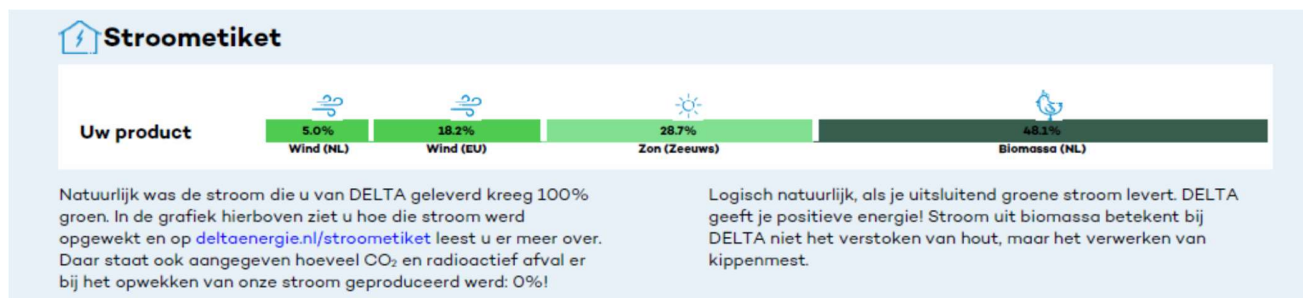 Stroometiket
Uw product
5.0%
18.2%
28.7%
48.1%
Wind (NL)
Wind (EU)
Zon (Zeeuws)
Biomassa (NL)
Natuurlijk was de stroom die u van DELTA geleverd kreeg 100%
groen. In de grafiek hierboven ziet u hoe die stroom werd
opgewekt en op deltaenergie.nl/stroometiket leest u er meer over.
Daar staat ook aangegeven hoeveel CO₂ en radioactief afval er
bij het opwekken van onze stroom geproduceerd werd: 0%!
Logisch natuurlijk, als je uitsluitend groene stroom levert. DELTA
geeft je positieve energie! Stroom uit biomassa betekent bij
DELTA niet het verstoken van hout, maar het verwerken van
kippenmest.